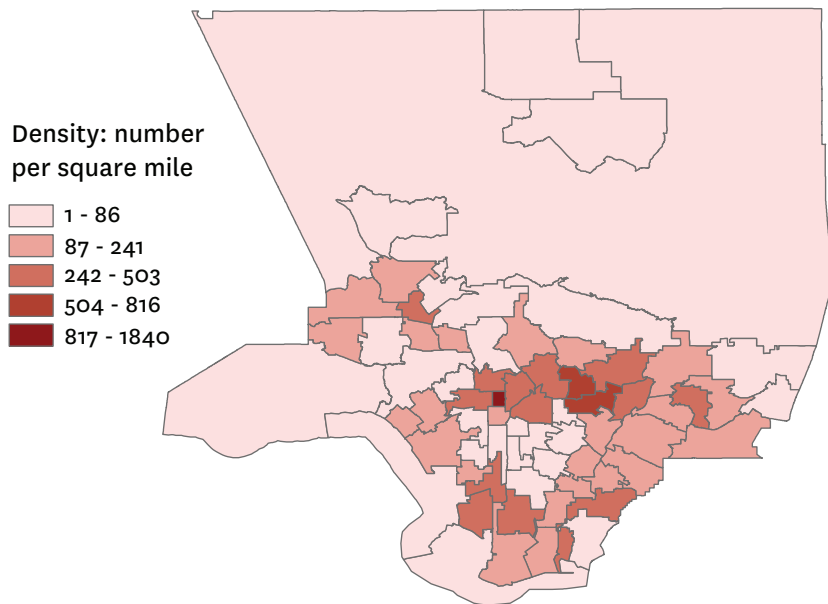 Density: number
per square mile
1 - 86
87 - 241
242 - 503
504 - 816
817 - 1840